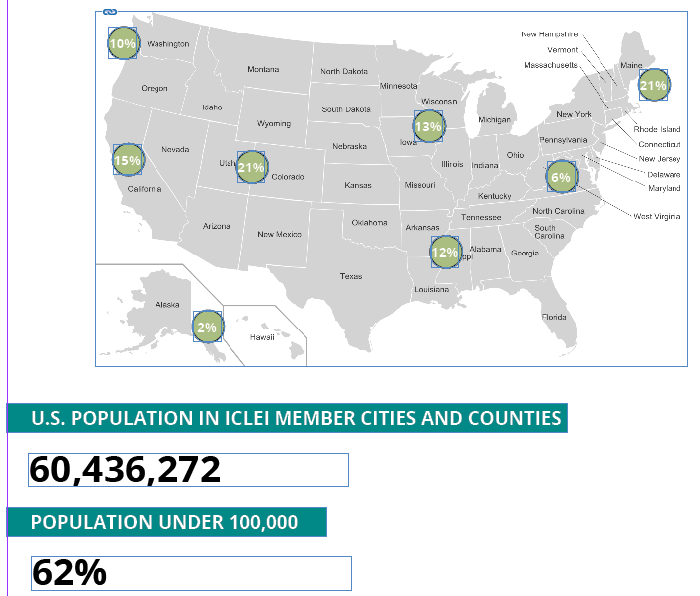 New Hampshire
Vermont
Massachusetts
Maine
10%
Washington
Montana
North Dakota
Minnesota
21%
Oregon
Idaho
South Dakota
Wisconsn
Wyoming
13%
Michigan
New York
Rhode Island
Iowa
Nebraska
Pennsylvania
Connecticut
15%
Nevada
Utah
21%
Colorado
Illirois
Indiana
Ohio
New Jersey
6%
Delaware
California
Kansas
Missouri
Maryland
Kentucky
West Virginia
Arizona
New Mexico
Oklahoma
Arkansas
Tennessee
North Carolina
South
Carolina
12%
ppi
Alabama
Georgia
Texas
Louisiana
Florida
Alaska
2%
Hawaii
U.S. POPULATION IN ICLEI MEMBER CITIES AND COUNTIES
60,436,272
POPULATION UNDER 100,000
62%